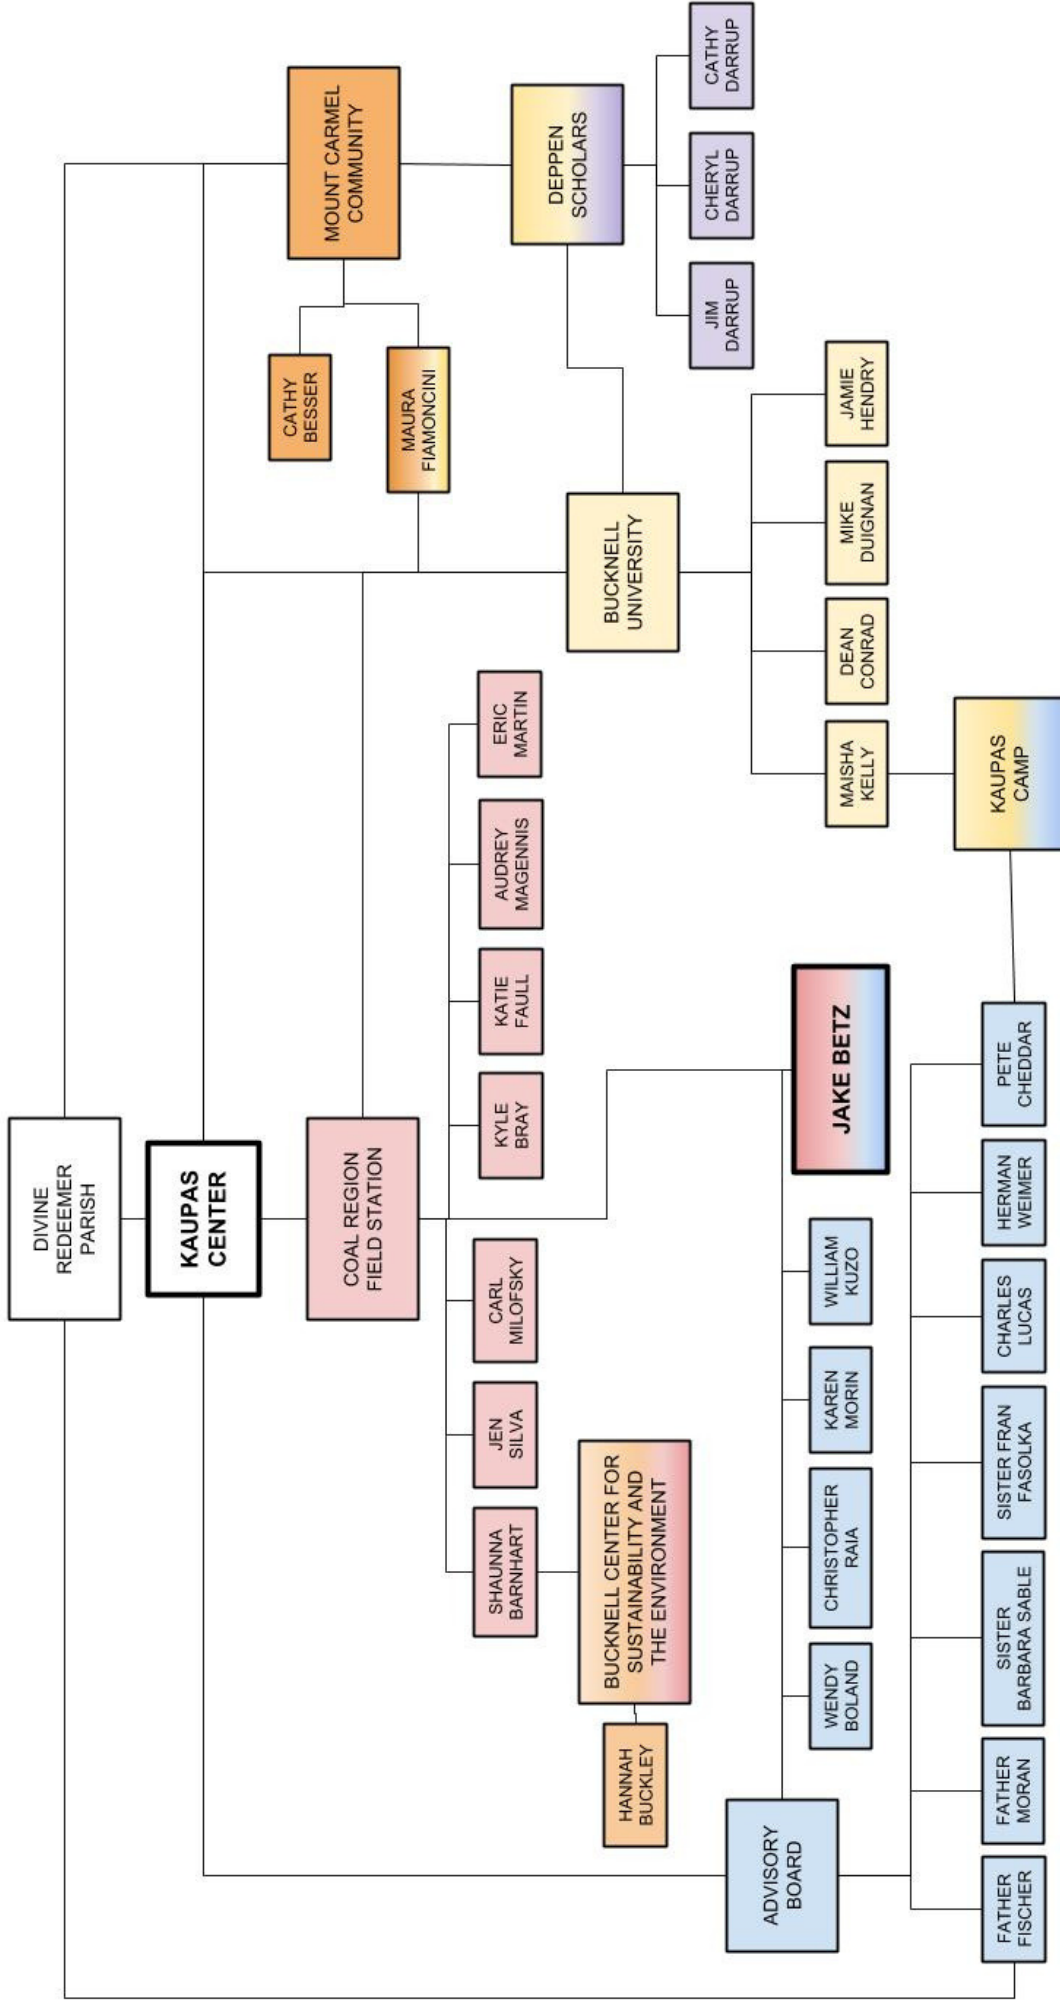 DIVINE
REDEEMER
PARISH
KAUPAS
CENTER
COAL REGION
FIELD STATION
MOUNT CARMEL
COMMUNITY
CATHY
BESSER
MAURA
FIAMONCINI
SHAUNNA
BARNHART
JEN
SILVA
CARL
MILOFSKY
KYLE
BRAY
KATIE
FAULL
AUDREY
MAGENNIS
ERIC
MARTIN
DEPPEN
SCHOLARS
BUCKNELL
UNIVERSITY
BUCKNELL CENTER FOR
SUSTAINABILITY AND
THE ENVIRONMENT
HANNAH
BUCKLEY
JIM
DARRUP
CHERYL
DARRUP
CATHY
DARRUP
ADVISORY
BOARD
WENDY
BOLAND
CHRISTOPHER
RAIA
KAREN
MORIN
WILLIAM
KUZO
JAKE BETZ
MAISHA
KELLY
DEAN
CONRAD
MIKE
DUIGNAN
JAMIE
HENDRY
FATHER
FISCHER
FATHER
MORAN
SISTER
BARBARA SABLE
SISTER FRAN
FASOLKA
CHARLES
LUCAS
HERMAN
WEIMER
PETE
CHEDDAR
KAUPAS
CAMP